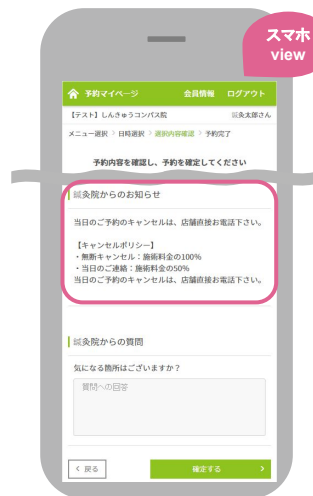 スマホ
view
予約マイページ 会員情報 ログアウト
【テスト】しんきゅうコンパス院 鍼灸太郎さん
メニュー選択 > 日時選択 > 選択内容確認 > 予約完了
予約内容を確認し、予約を確定してください
鍼灸院からのお知らせ
当日のご予約のキャンセルは、店舗直接お電話下さい。
【キャンセルポリシー】
・無断キャンセル：施術料金の100%
・当日のご連絡：施術料金の50%
当日のご予約のキャンセルは、店舗直接お電話下さい。
鍼灸院からの質問
気になる箇所はございますか？
質問への回答
< 戻る 確定する >